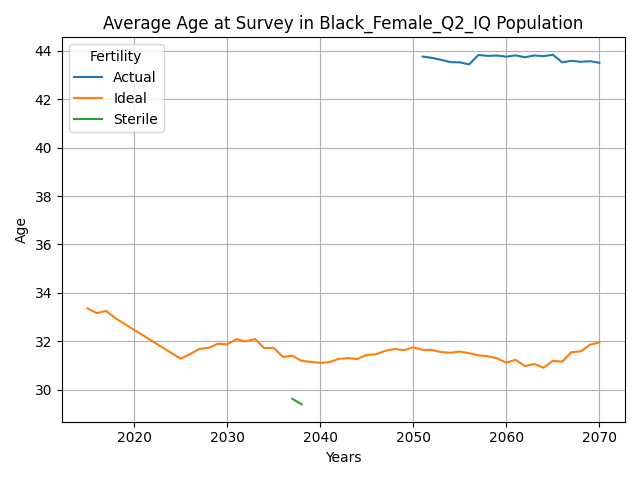 Average Age at Survey in Black_Female_Q2_IQ Population
Fertility
Actual
Ideal
Sterile
Age
44
42
40
38
36
34
32
30
2020
2030
2040
2050
2060
2070
Years